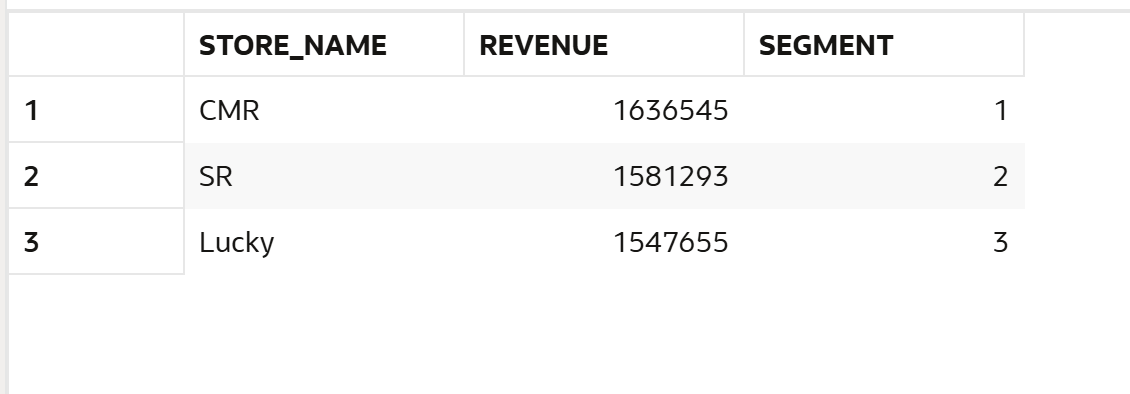 STORE_NAME REVENUE SEGMENT
1 CMR 1636545 1
2 SR 1581293 2
3 Lucky 1547655 3